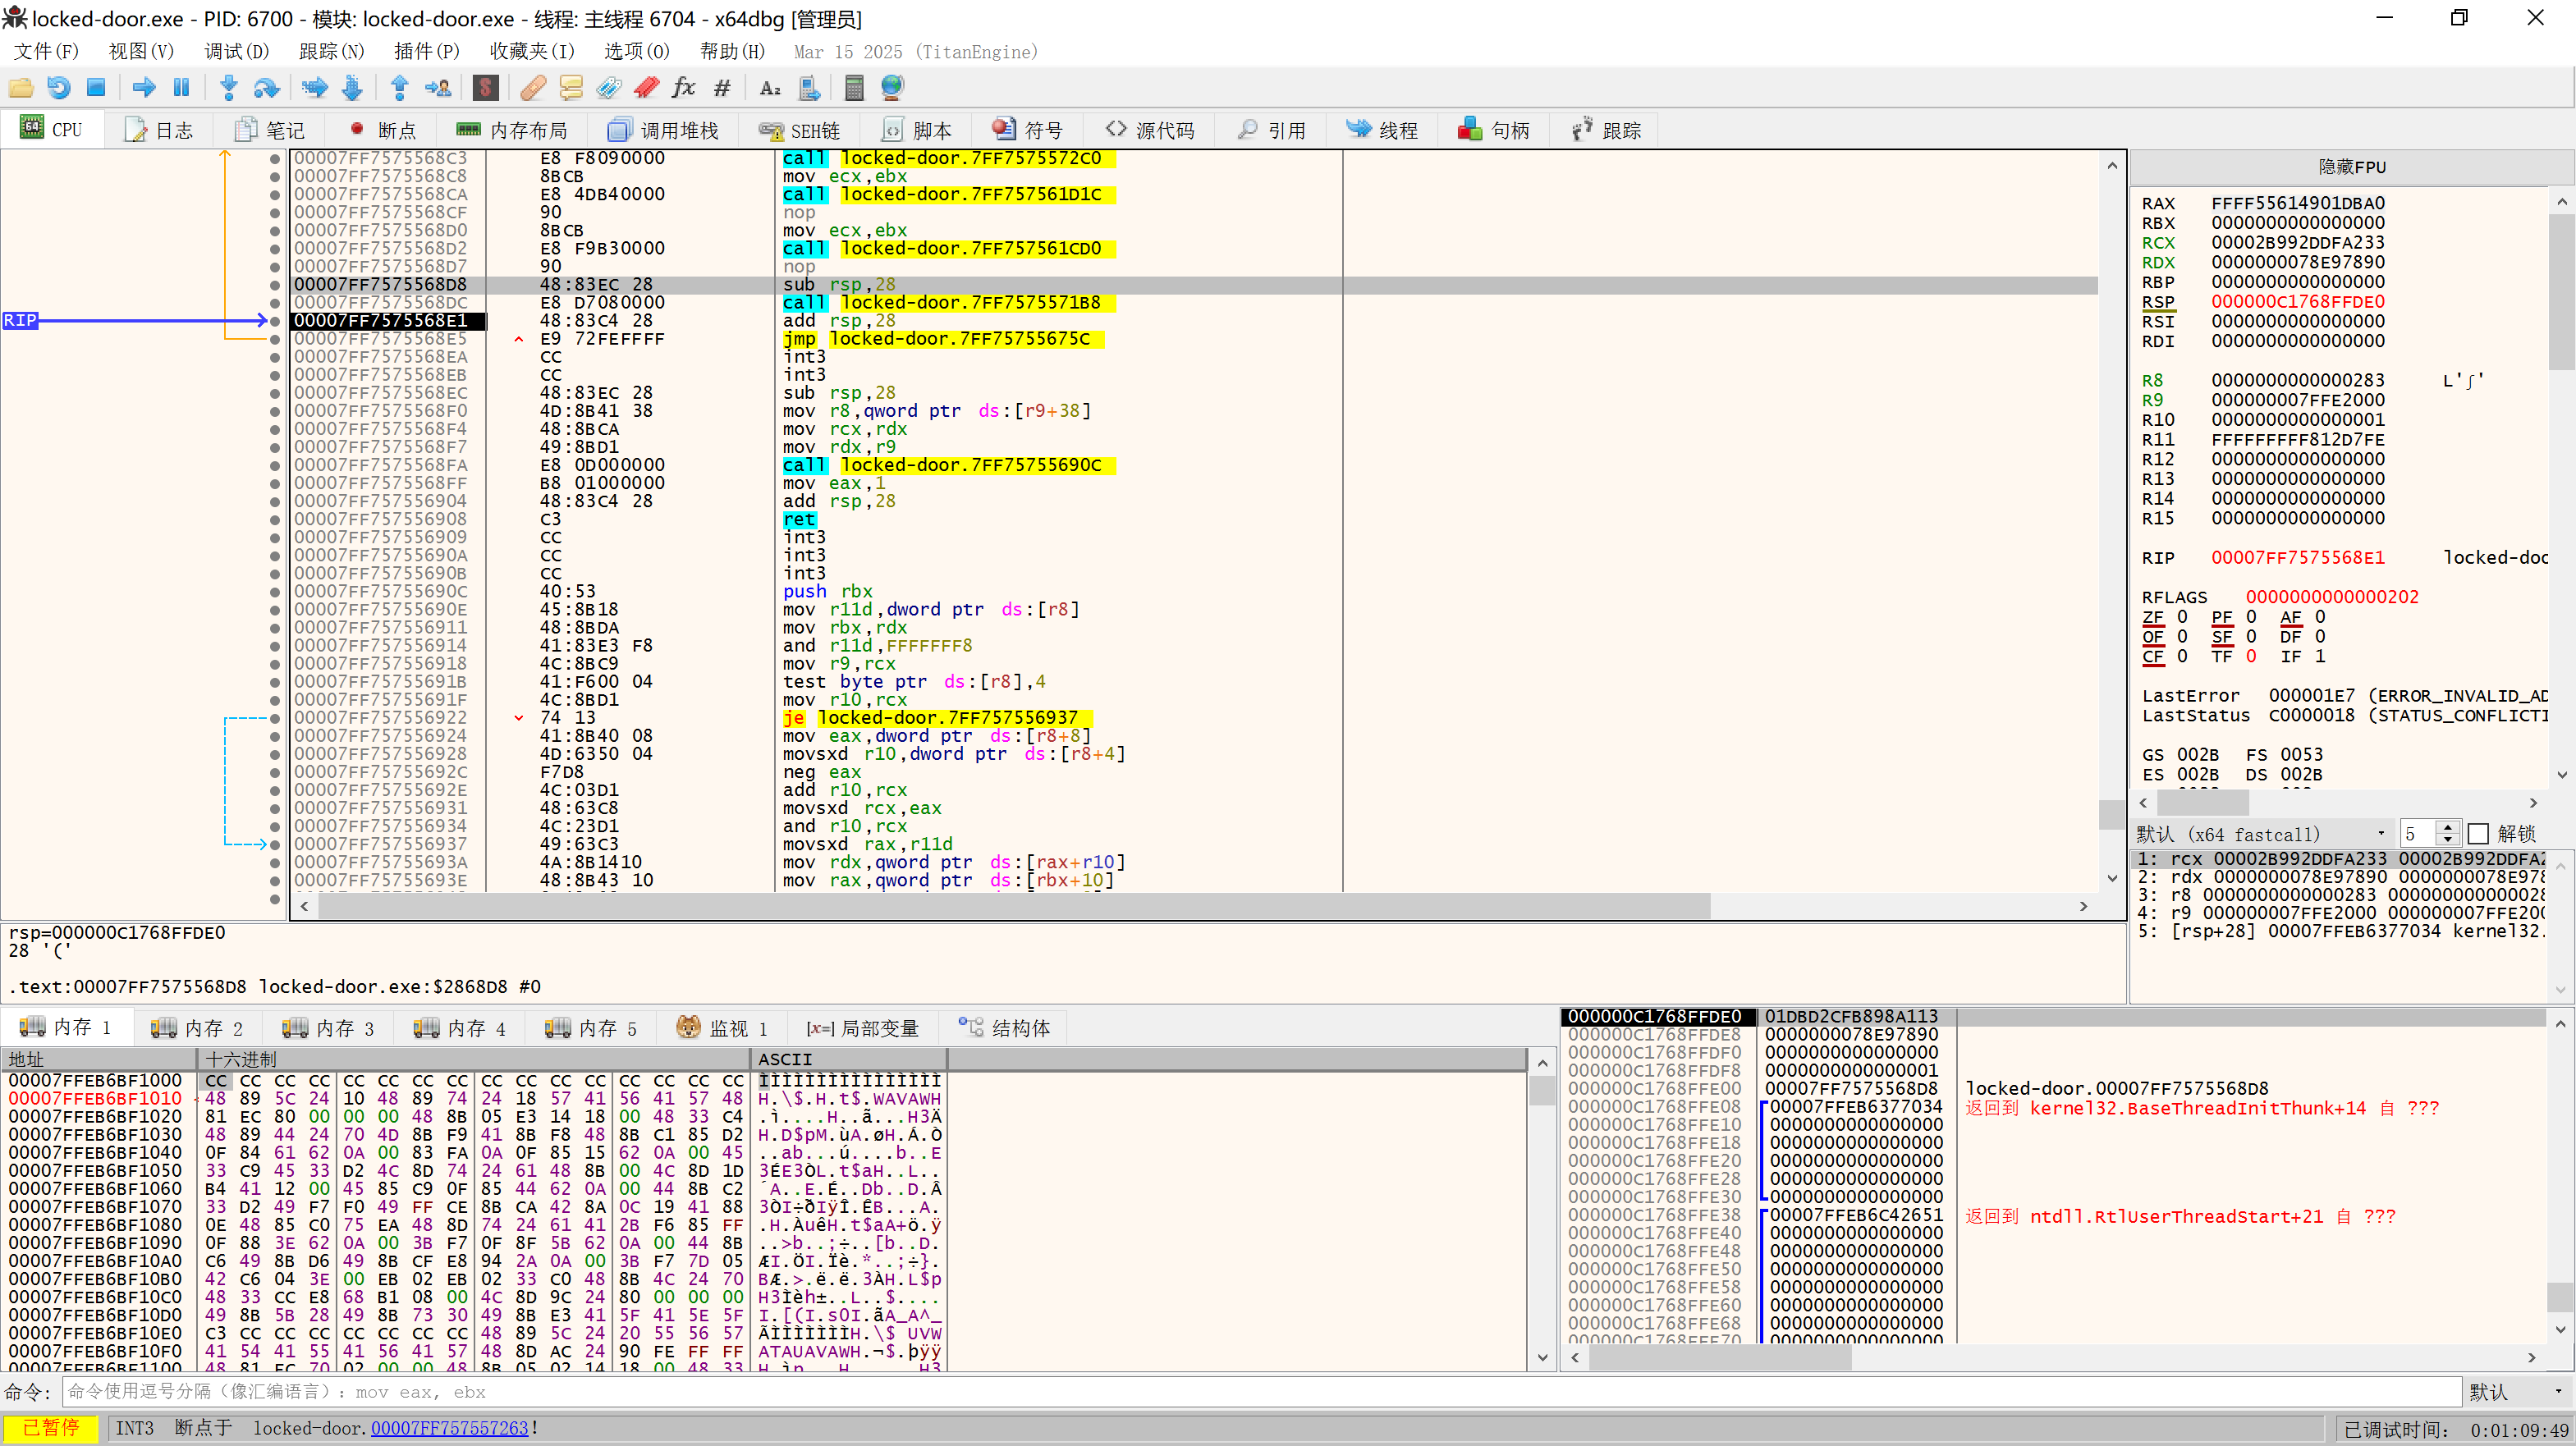 locked-door.exe - PID: 6700 - 模块: locked-door.exe - 线程: 主线程 6704 - x64dbg [管理员]
文件(F) 视图(V) 调试(D) 跟踪(N) 插件(P) 收藏夹(I) 选项(O) 帮助(H) Mar 15 2025 (TitanEngine)
CPU 日志 笔记 断点 内存布局 调用堆栈 SEH链 脚本 符号 源代码 引用 线程 句柄 跟踪
00007FF7575568C3 E8 F8090000 call locked-door.7FF7575572C0
00007FF7575568C8 8BCB mov ecx,ebx
00007FF7575568CA E8 4DB40000 call locked-door.7FF757561D1C
00007FF7575568CF 90 nop
00007FF7575568D0 8BCB mov ecx,ebx
00007FF7575568D2 E8 F9B30000 call locked-door.7FF757561CD0
00007FF7575568D7 90 nop
00007FF7575568D8 48:83EC 28 sub rsp,28
00007FF7575568DC E8 D7080000 call locked-door.7FF7575571B8
RIP 00007FF7575568E1 48:83C4 28 add rsp,28
00007FF7575568E5 E9 72FEFFFF jmp locked-door.7FF75755675C
00007FF7575568EA CC int3
00007FF7575568EB CC int3
00007FF7575568EC 48:83EC 28 sub rsp,28
00007FF7575568F0 4D:8B41 38 mov r8,qword ptr ds:[r9+38]
00007FF7575568F4 48:8BCA mov rcx,rdx
00007FF7575568F7 49:8BD1 mov rdx,r9
00007FF7575568FA E8 0D000000 call locked-door.7FF75755690C
00007FF7575568FF B8 01000000 mov eax,1
00007FF757556904 48:83C4 28 add rsp,28
00007FF757556908 C3 ret
00007FF757556909 CC int3
00007FF75755690A CC int3
00007FF75755690B CC int3
00007FF75755690C 40:53 push rbx
00007FF75755690E 45:8B18 mov r11d,dword ptr ds:[r8]
00007FF757556911 48:8BDA mov rbx,rdx
00007FF757556914 41:83E3 F8 and r11d,FFFFFFF8
00007FF757556918 4C:8BC9 mov r9,rcx
00007FF75755691B 41:F600 04 test byte ptr ds:[r8],4
00007FF75755691F 4C:8BD1 mov r10,rcx
00007FF757556922 74 13 je locked-door.7FF757556937
00007FF757556924 41:8B40 08 mov eax,dword ptr ds:[r8+8]
00007FF757556928 4D:6350 04 movsxd r10,dword ptr ds:[r8+4]
00007FF75755692C F7D8 neg eax
00007FF75755692E 4C:03D1 add r10,rcx
00007FF757556931 48:63C8 movsxd rcx,eax
00007FF757556934 4C:23D1 and r10,rcx
00007FF757556937 49:63C3 movsxd rax,r11d
00007FF75755693A 4A:8B1410 mov rdx,qword ptr ds:[rax+r10]
00007FF75755693E 48:8B43 10 mov rax,qword ptr ds:[rbx+10]
隐藏FPU
RAX FFFF55614901DBA0
RBX 0000000000000000
RCX 00002B992DDFA233
RDX 0000000078E97890
RBP 0000000000000000
RSP 000000C1768FFDE0
RSI 0000000000000000
RDI 0000000000000000
R8 0000000000000283 L'ʃ'
R9 000000007FFE2000
R10 0000000000000001
R11 FFFFFFFFF812D7FE
R12 0000000000000000
R13 0000000000000000
R14 0000000000000000
R15 0000000000000000
RIP 00007FF7575568E1 locked-doo
RFLAGS 0000000000000202
ZF 0 PF 0 AF 0
OF 0 SF 0 DF 0
CF 0 TF 0 IF 1
LastError 000001E7 (ERROR_INVALID_AD
LastStatus C0000018 (STATUS_CONFLICTI
GS 002B FS 0053
ES 002B DS 002B
默认 (x64 fastcall) 5 解锁
1: rcx 00002B992DDFA233 00002B992DDFA2
2: rdx 0000000078E97890 0000000078E978
3: r8 0000000000000283 000000000000028
4: r9 000000007FFE2000 000000007FFE200
5: [rsp+28] 00007FFEB6377034 kernel32.
rsp=000000C1768FFDE0
28 '('
.text:00007FF7575568D8 locked-door.exe:$2868D8 #0
内存 1 内存 2 内存 3 内存 4 内存 5 监视 1 [x=] 局部变量 结构体
地址 十六进制 ASCII
00007FFEB6BF1000 CC CC CC CC CC CC CC CC CC CC CC CC CC CC CC CC ÌÌÌÌÌÌÌÌÌÌÌÌÌÌÌÌ
00007FFEB6BF1010 48 89 5C 24 10 48 89 74 24 18 57 41 56 41 57 48 H.\$.H.t$.WAVAWH
00007FFEB6BF1020 81 EC 80 00 00 00 48 8B 05 E3 14 18 00 48 33 C4 .ì....H..ã...H3Ä
00007FFEB6BF1030 48 89 44 24 70 4D 8B F9 41 8B F8 48 8B C1 85 D2 H.D$pM.ùA.øH.Á.Ò
00007FFEB6BF1040 0F 84 61 62 0A 00 83 FA 0A 0F 85 15 62 0A 00 45 ..ab...ú....b..E
00007FFEB6BF1050 33 C9 45 33 D2 4C 8D 74 24 61 48 8B 00 4C 8D 1D 3ÉE3ÒL.t$aH..L..
00007FFEB6BF1060 B4 41 12 00 45 85 C9 0F 85 44 62 0A 00 44 8B C2 ´A..E.É..Db..D.Â
00007FFEB6BF1070 33 D2 49 F7 F0 49 FF CE 8B CA 42 8A 0C 19 41 88 3ÒI÷ðIÿÎ.ÊB...A.
00007FFEB6BF1080 0E 48 85 C0 75 EA 48 8D 74 24 61 41 2B F6 85 FF .H.ÀuêH.t$aA+ö.ÿ
00007FFEB6BF1090 0F 88 3E 62 0A 00 3B F7 0F 8F 5B 62 0A 00 44 8B ..>b..;÷..[b..D.
00007FFEB6BF10A0 C6 49 8B D6 49 8B CF E8 94 2A 0A 00 3B F7 7D 05 ÆI.ÖI.Ïè.*..;÷}.
00007FFEB6BF10B0 42 C6 04 3E 00 EB 02 EB 02 33 C0 48 8B 4C 24 70 BÆ.>.ë.ë.3ÀH.L$p
00007FFEB6BF10C0 48 33 CC E8 68 B1 08 00 4C 8D 9C 24 80 00 00 00 H3Ìèh±..L..$....
00007FFEB6BF10D0 49 8B 5B 28 49 8B 73 30 49 8B E3 41 5F 41 5E 5F I.[(I.s0I.ãA_A^_
00007FFEB6BF10E0 C3 CC CC CC CC CC CC CC 48 89 5C 24 20 55 56 57 ÃÌÌÌÌÌÌÌH.\$ UVW
00007FFEB6BF10F0 41 54 41 55 41 56 41 57 48 8D AC 24 90 FE FF FF ATAUAVAWH.¬$.þÿÿ
00007FFEB6BF1100 48 81 EC 70 02 00 00 48 8B 05 02 14 18 00 48 33 H.ìp...H......H3
000000C1768FFDE0 01DBD2CFB898A113
000000C1768FFDE8 0000000078E97890
000000C1768FFDF0 0000000000000000
000000C1768FFDF8 0000000000000001
000000C1768FFE00 00007FF7575568D8 locked-door.00007FF7575568D8
000000C1768FFE08 00007FFEB6377034 返回到 kernel32.BaseThreadInitThunk+14 自 ???
000000C1768FFE10 0000000000000000
000000C1768FFE18 0000000000000000
000000C1768FFE20 0000000000000000
000000C1768FFE28 0000000000000000
000000C1768FFE30 0000000000000000
000000C1768FFE38 00007FFEB6C42651 返回到 ntdll.RtlUserThreadStart+21 自 ???
000000C1768FFE40 0000000000000000
000000C1768FFE48 0000000000000000
000000C1768FFE50 0000000000000000
000000C1768FFE58 0000000000000000
000000C1768FFE60 0000000000000000
000000C1768FFE68 0000000000000000
000000C1768FFE70 0000000000000000
命令: 命令使用逗号分隔（像汇编语言）: mov eax, ebx 默认
已暂停 INT3 断点于 locked-door.00007FF757557263! 已调试时间: 0:01:09:49